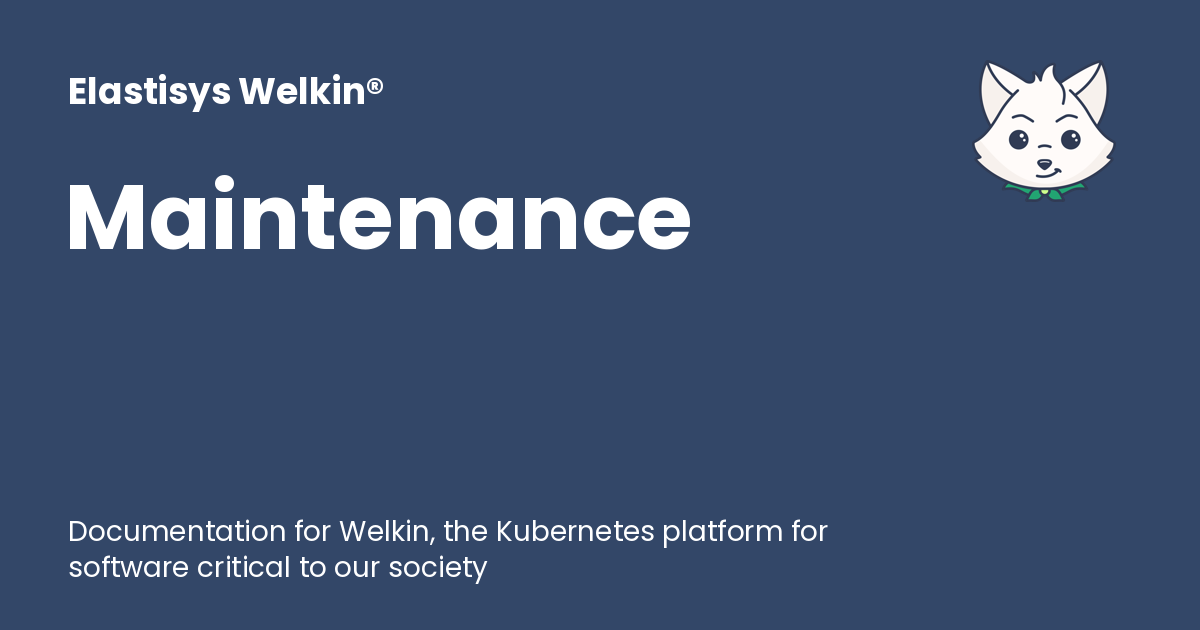 Elastisys Welkin®
Maintenance
Documentation for Welkin, the Kubernetes platform for
software critical to our society